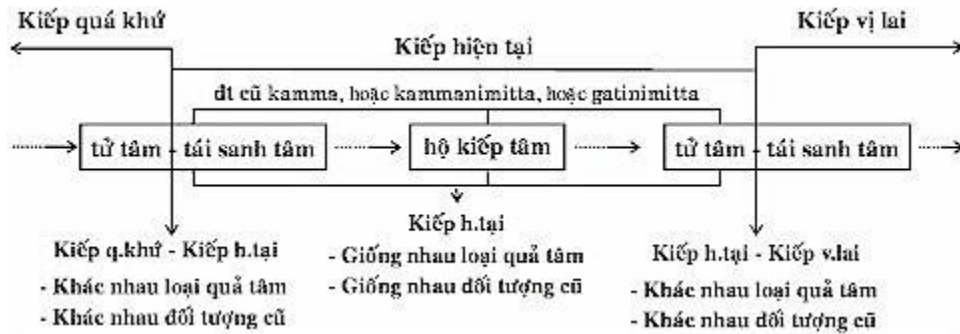 Kiếp quá khứ
Kiếp vị lai
Kiếp hiện tại
đt cũ kamma, hoặc kammanimitta, hoặc gatinimitta
tử tâm - tái sanh tâm
hộ kiếp tâm
tử tâm - tái sanh tâm
Kiếp q.khứ - Kiếp h.tại
- Khác nhau loại quả tâm
- Khác nhau đối tượng cũ
Kiếp h.tại
- Giống nhau loại quả tâm
- Giống nhau đối tượng cũ
Kiếp h.tại - Kiếp v.lai
- Khác nhau loại quả tâm
- Khác nhau đối tượng cũ